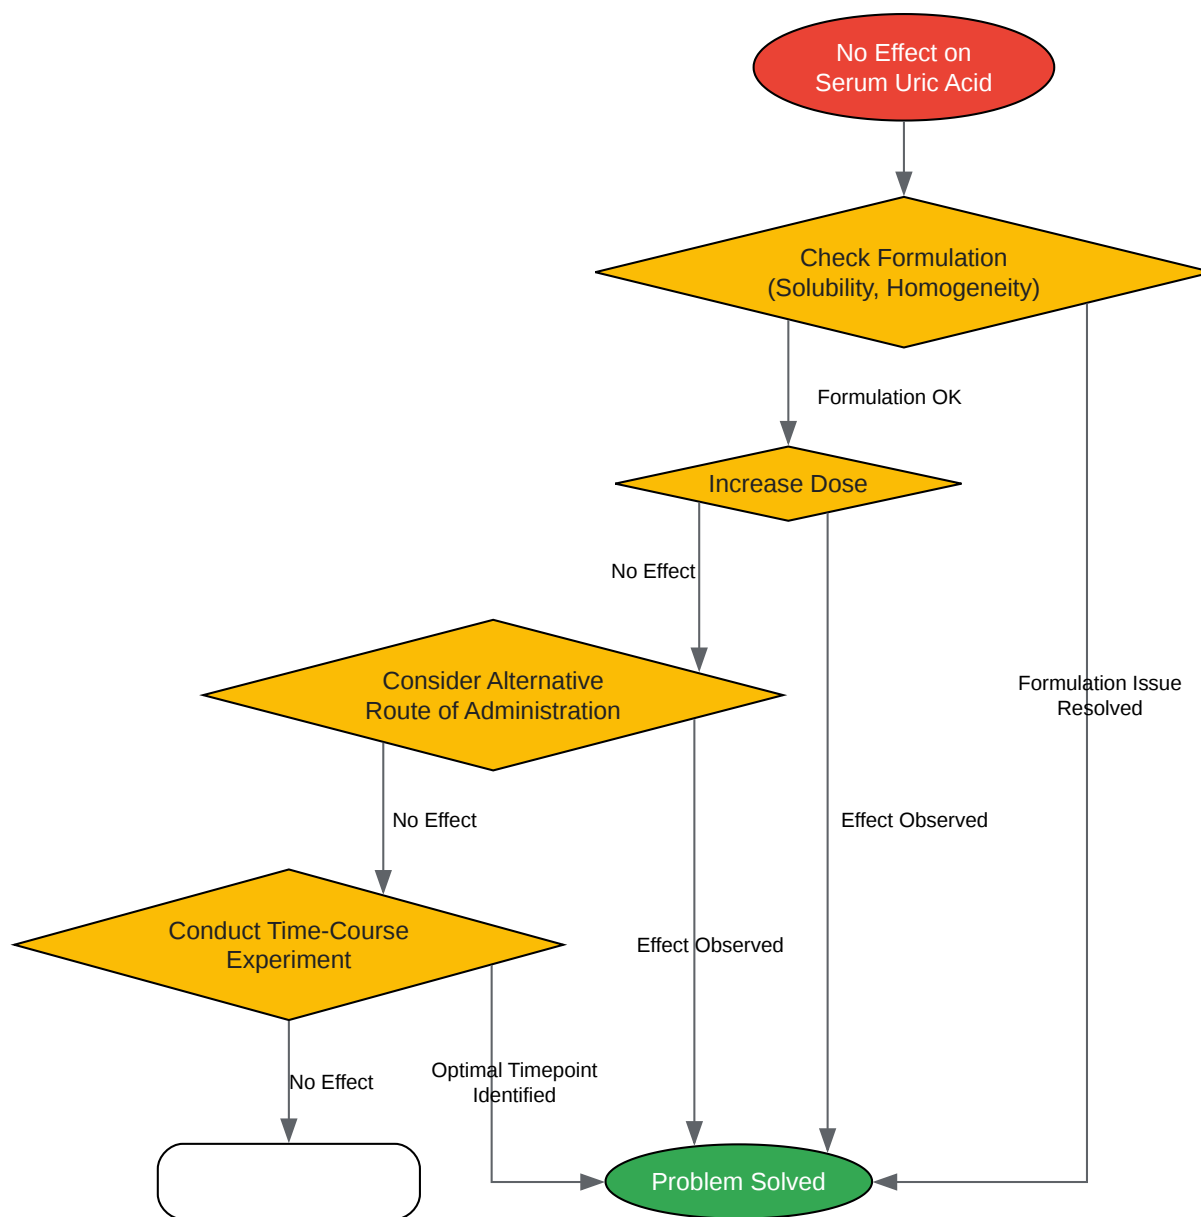 No Effect on
Serum Uric Acid
Check Formulation
(Solubility, Homogeneity)
Formulation OK
Increase Dose
No Effect
Consider Alternative
Route of Administration
Formulation Issue
Resolved
No Effect
Effect Observed
Conduct Time-Course
Experiment
Effect Observed
No Effect
Optimal Timepoint
Identified
Problem Solved